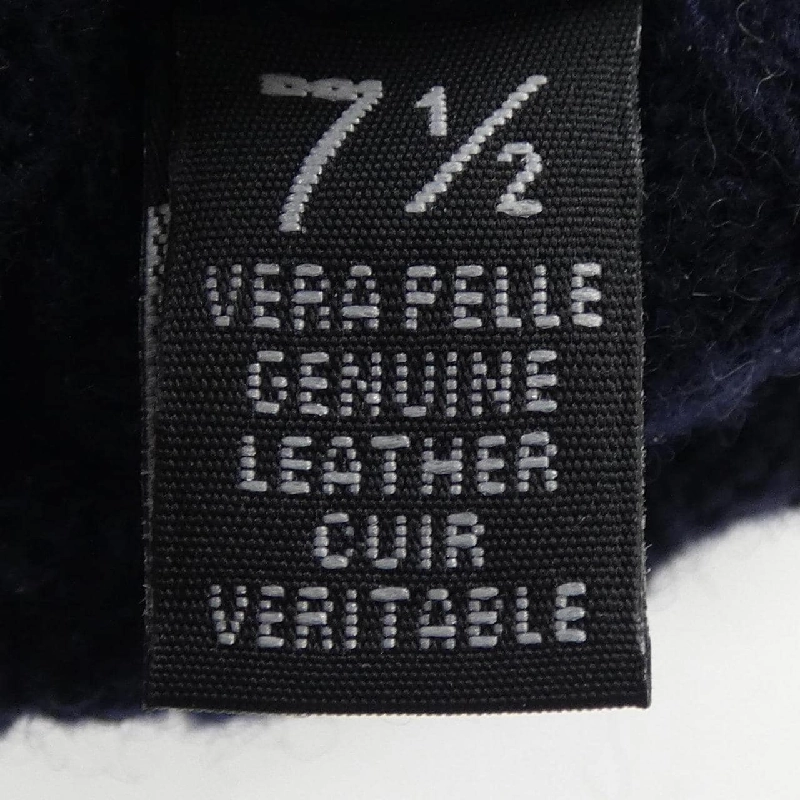 7 1/2
VERA PELLE
GENUINE
LEATHER
CUIR
VERITABLE